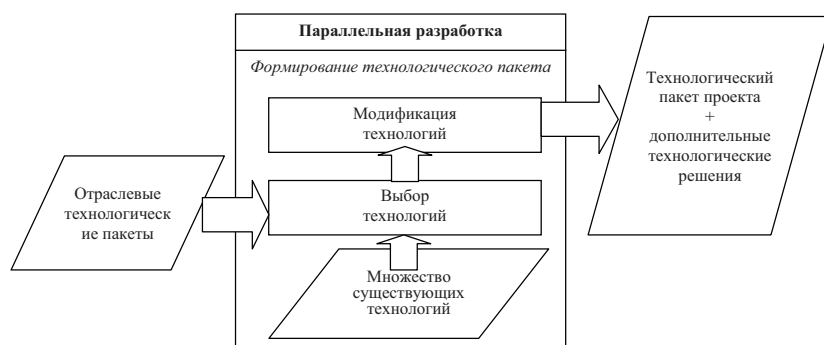 Параллельная разработка
Формирование технологического пакета
Модификация
технологий
Технологический
пакет проекта
+
дополнительные
технологические
решения
Отраслевые
технологическ
ие пакеты
Выбор
технологий
Множество
существующих
технологий